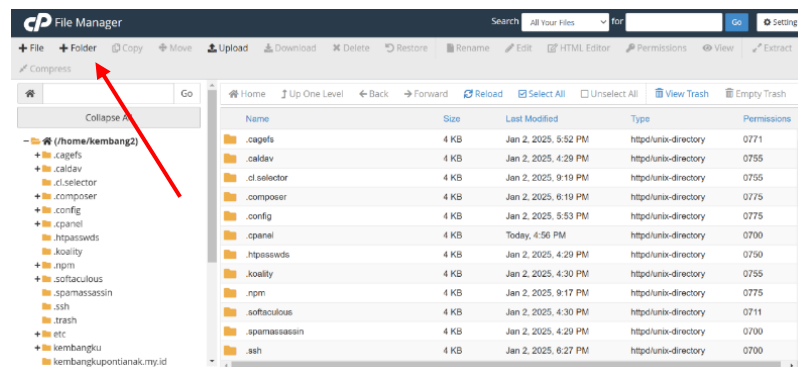 cP File Manager Search All Your Files for Go Setting
+ File + Folder Copy Move Upload Download Delete Restore Rename Edit HTML Editor Permissions View Extract
Compress
Go
Collapse A
(/home/kembang2)
.cagefs
.caldav
.cl.selector
.composer
.config
.cpanel
.htpasswds
.koality
.npm
.softaculous
.spamassassin
.ssh
.trash
etc
kembangku
kembangkupontianak.my.id
Home Up One Level Back Forward Reload Select All Unselect All View Trash Empty Trash
Name Size Last Modified Type Permissions
.cagefs 4 KB Jan 2, 2025, 5:52 PM httpd/unix-directory 0771
.caldav 4 KB Jan 2, 2025, 4:29 PM httpd/unix-directory 0755
.cl.selector 4 KB Jan 2, 2025, 9:19 PM httpd/unix-directory 0755
.composer 4 KB Jan 2, 2025, 6:19 PM httpd/unix-directory 0775
.config 4 KB Jan 2, 2025, 5:53 PM httpd/unix-directory 0775
.cpanel 4 KB Today, 4:56 PM httpd/unix-directory 0700
.htpasswds 4 KB Jan 2, 2025, 4:29 PM httpd/unix-directory 0750
.koality 4 KB Jan 2, 2025, 4:30 PM httpd/unix-directory 0755
.npm 4 KB Jan 2, 2025, 9:17 PM httpd/unix-directory 0775
.softaculous 4 KB Jan 2, 2025, 4:30 PM httpd/unix-directory 0711
.spamassassin 4 KB Jan 2, 2025, 4:29 PM httpd/unix-directory 0700
.ssh 4 KB Jan 2, 2025, 6:27 PM httpd/unix-directory 0700